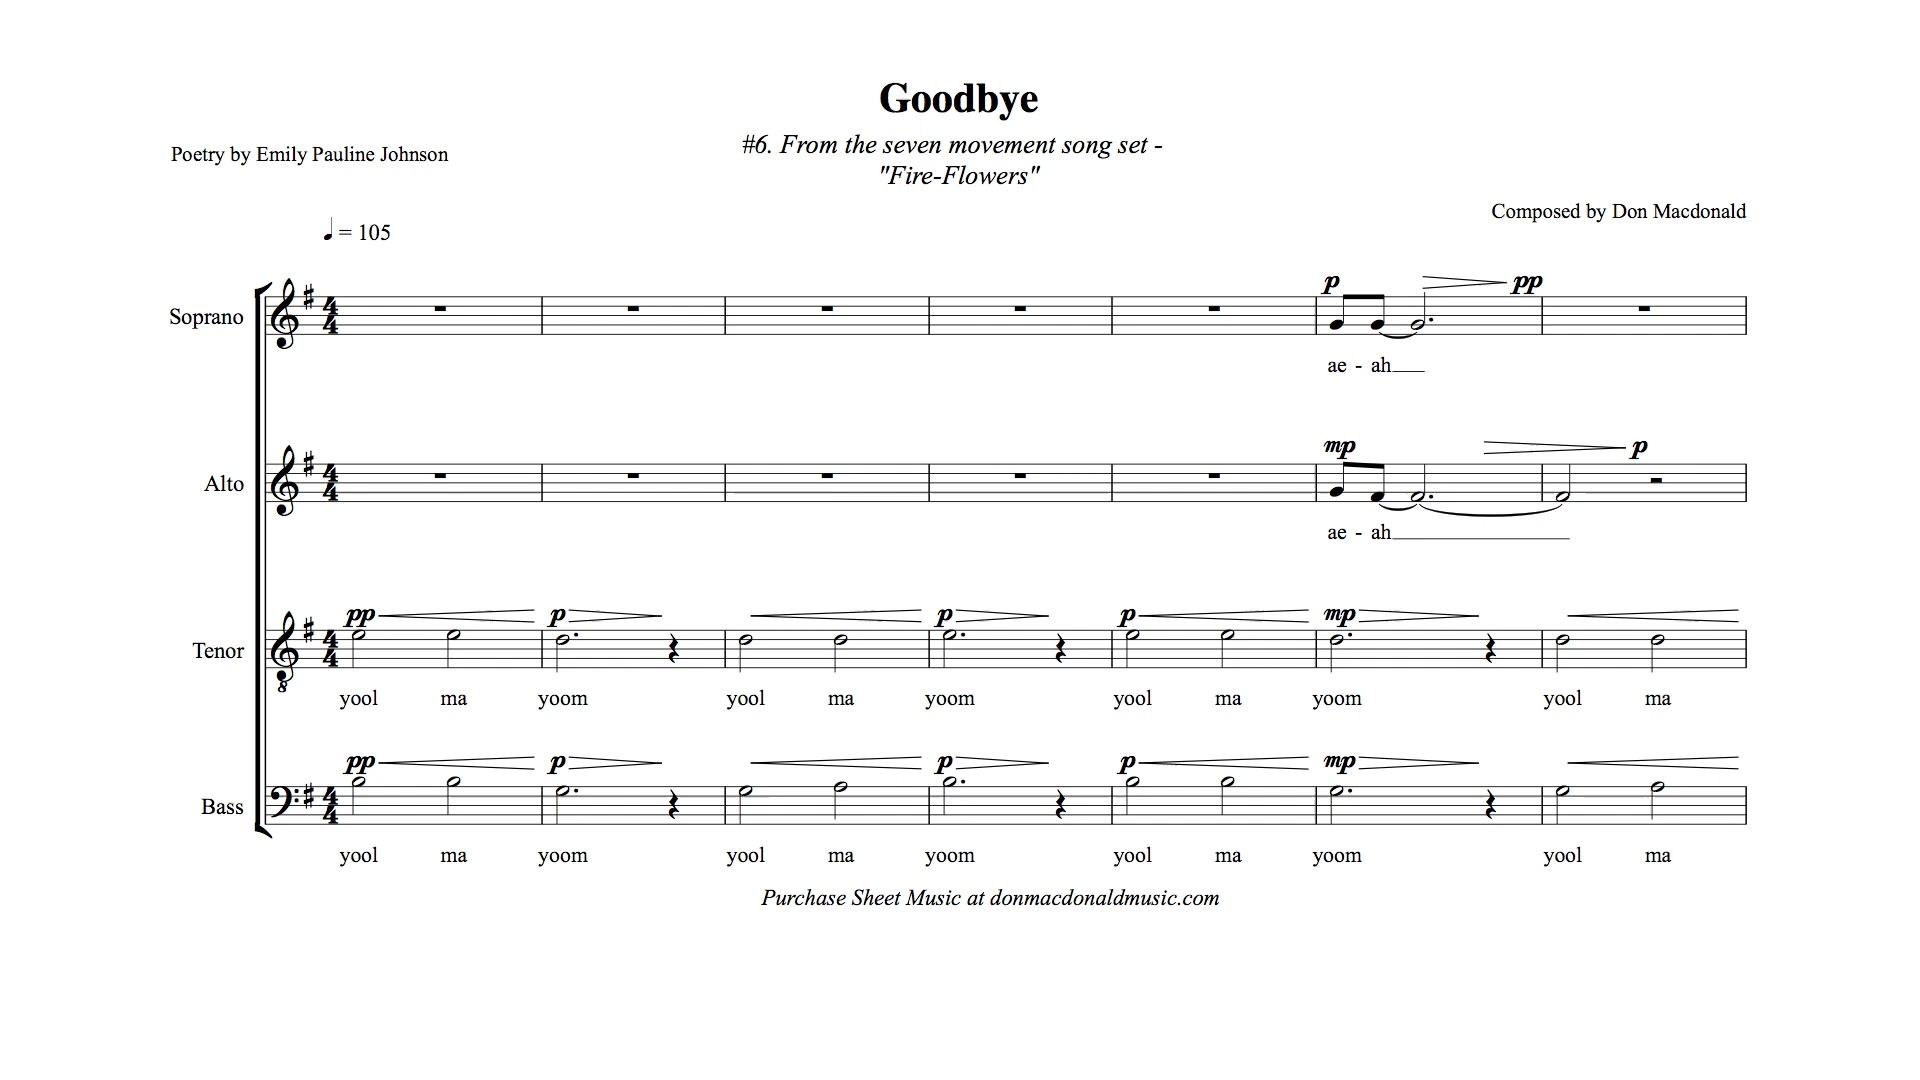 Goodbye
#6. From the seven movement song set -
"Fire-Flowers"
Poetry by Emily Pauline Johnson
Composed by Don Macdonald
♩ = 105
Soprano
p pp
ae - ah
Alto
mp p
ae - ah
Tenor
pp p p p mp
yool ma yoom yool ma yoom yool ma yoom yool ma
Bass
pp p p p mp
yool ma yoom yool ma yoom yool ma yoom yool ma
Purchase Sheet Music at donmacdonaldmusic.com